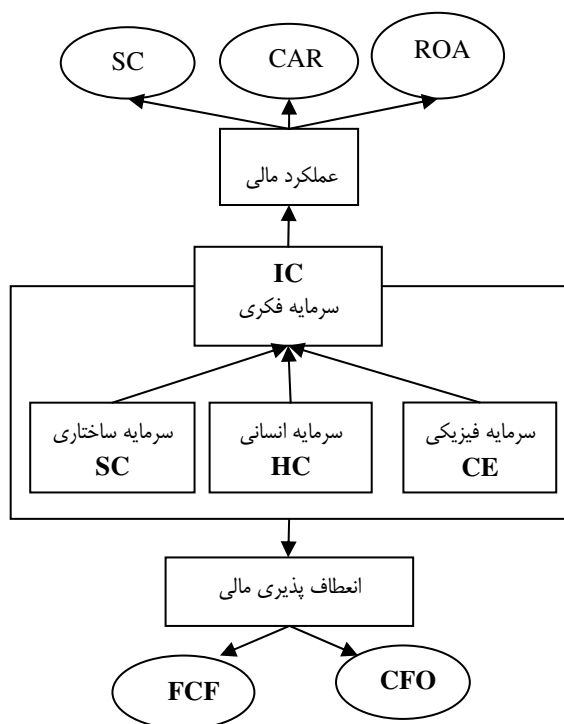 SC
CAR
ROA
عملکرد مالی
IC
سرمایه فکری
سرمایه ساختاری
SC
سرمایه انسانی
HC
سرمایه فیزیکی
CE
انعطاف پذیری مالی
FCF
CFO